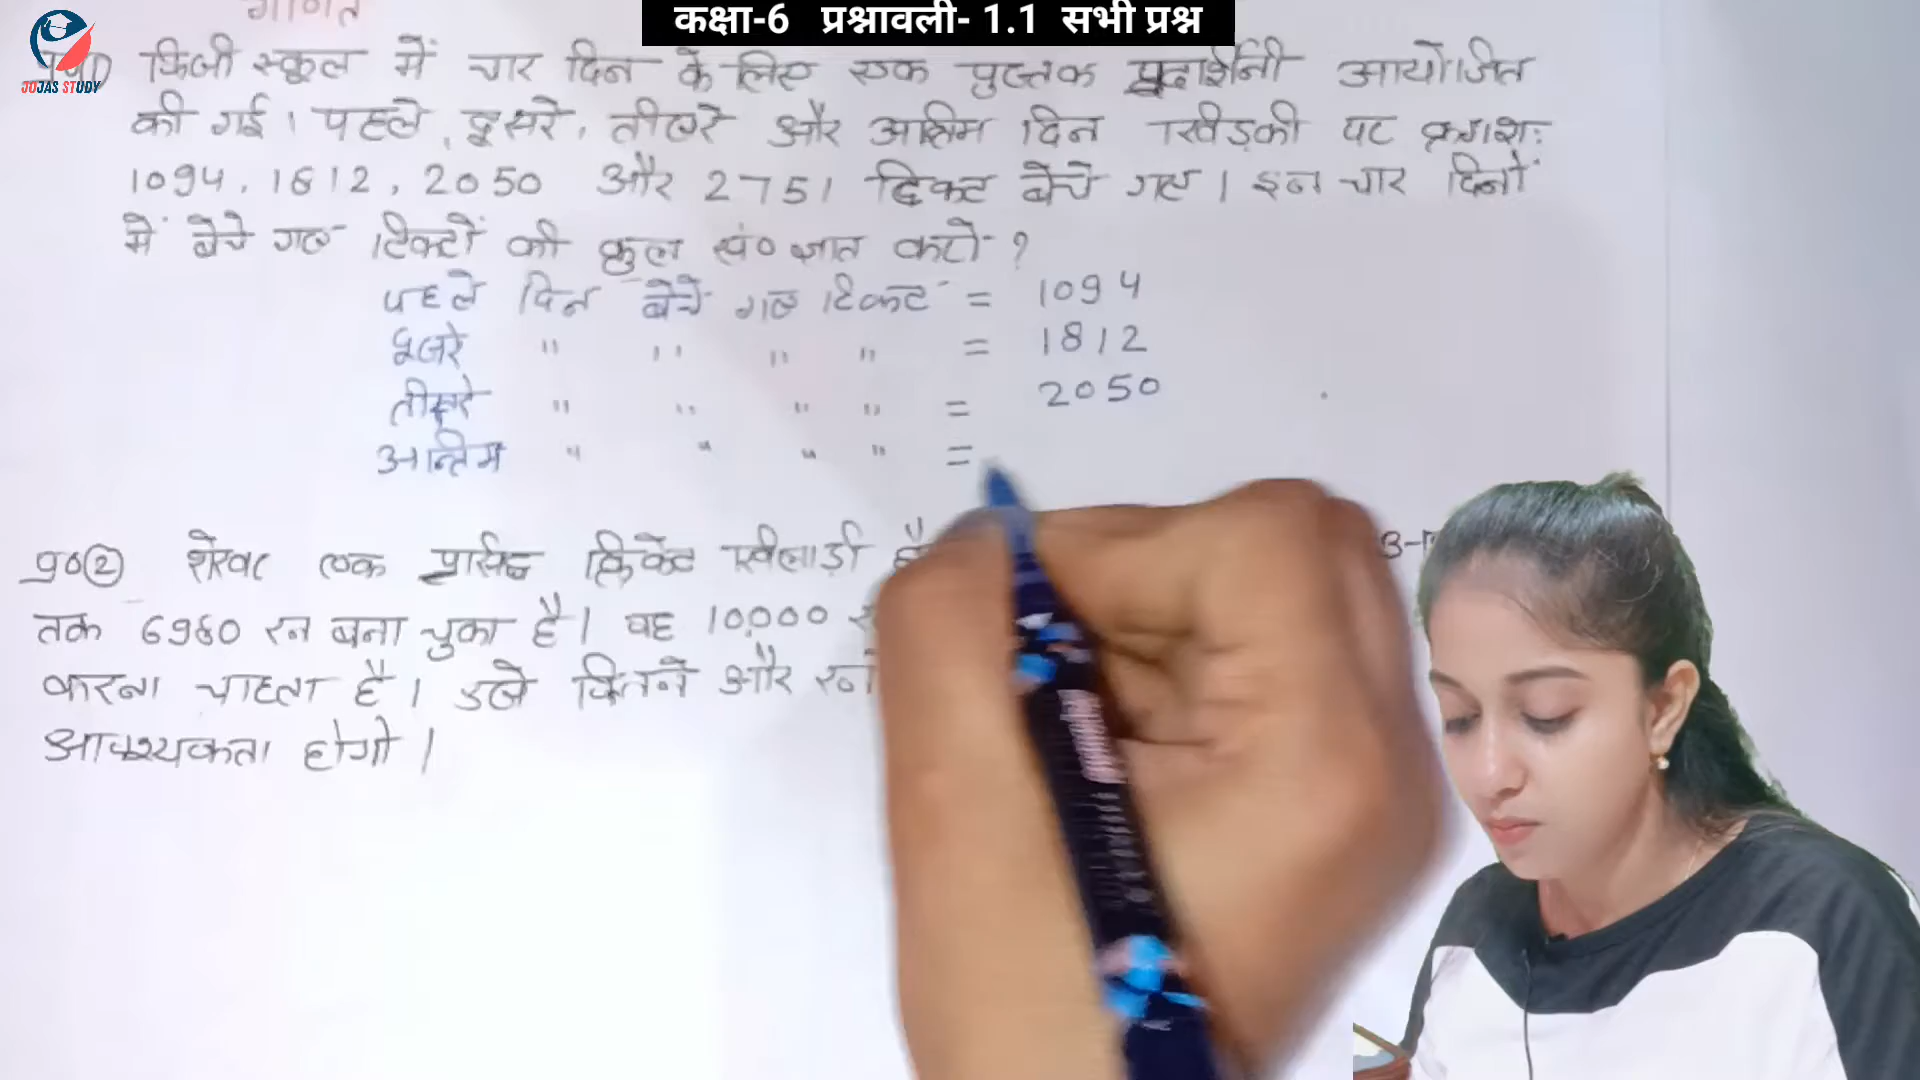 गणित
कक्षा-6 प्रश्नावली- 1.1 सभी प्रश्न
JOJAS STUDY
किसी स्कूल में चार दिन के लिए एक पुस्तक प्रदर्शिनी आयोजित
की गई। पहले, दूसरे, तीसरे और अन्तिम दिन खिड़की पर क्रमशः
1094, 1812, 2050 और 2751 टिकट बेचे गए। इन चार दिनों
में बेचे गए टिकटों की कुल सं० ज्ञात करो?
पहले दिन बेचे गए टिकट = 1094
दूसरे " " " " = 1812
तीसरे " " " " = 2050
अन्तिम " " " " =
प्र०② शेखर एक प्रसिद्ध क्रिकेट खिलाड़ी है
तक 6980 रन बना चुका है। वह 10,000
करना चाहता है। उसे कितने और
आवश्यकता होगी।